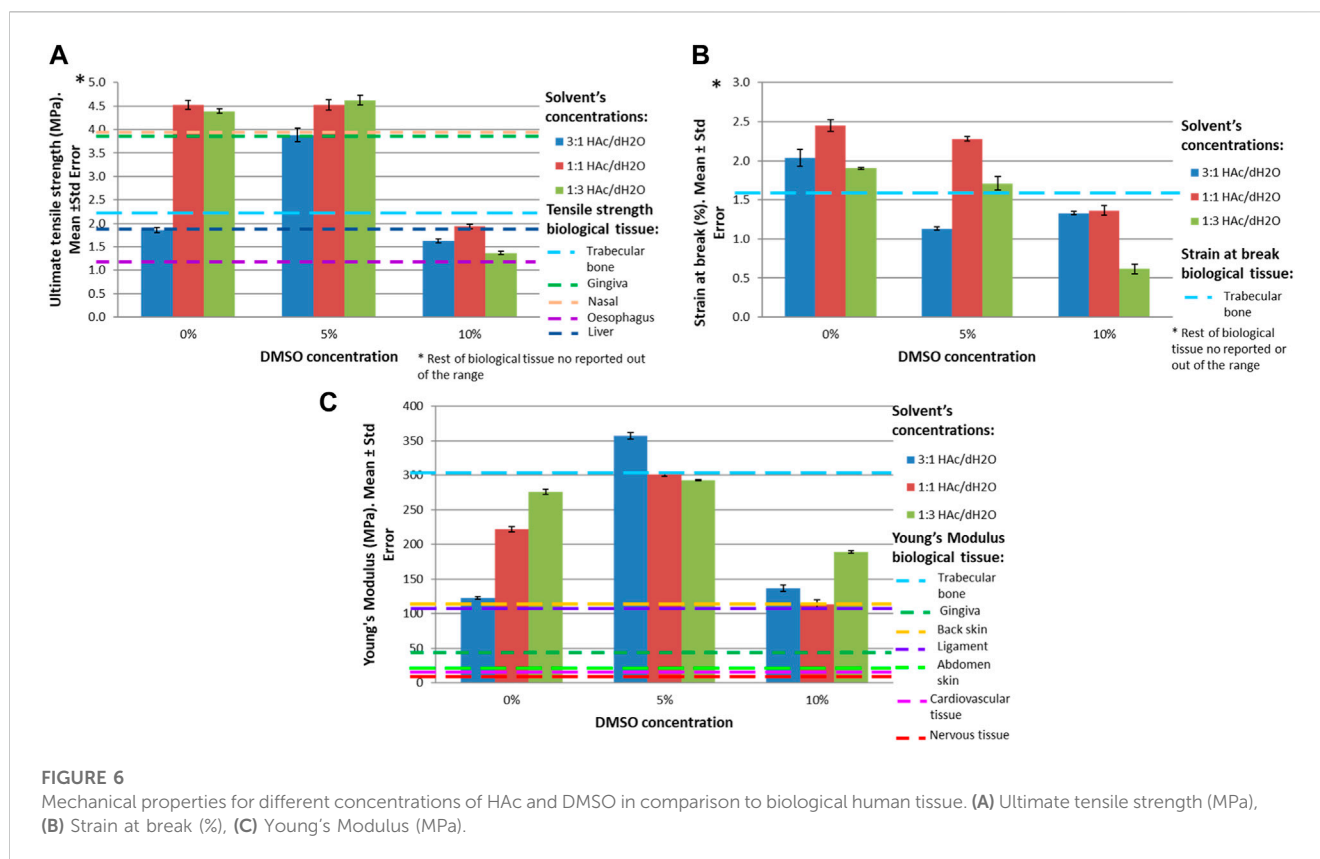 A
*
Ultimate tensile strength (MPa).
Mean ±Std Error
5.0
4.5
4.0
3.5
3.0
2.5
2.0
1.5
1.0
0.5
0.0
0%
5%
10%
DMSO concentration
Solvent's
concentrations:
3:1 HAc/dH2O
1:1 HAc/dH2O
1:3 HAc/dH2O
Tensile strength
biological tissue:
Trabecular
bone
Gingiva
Nasal
Oesophagus
Liver
* Rest of biological tissue no reported out
of the range
B
*
Strain at break (%). Mean ± Std
Error
3.0
2.5
2.0
1.5
1.0
0.5
0.0
0%
5%
10%
DMSO concentration
Solvent's
concentrations:
3:1 HAc/dH2O
1:1 HAc/dH2O
1:3 HAc/dH2O
Strain at break
biological tissue:
Trabecular
bone
* Rest of biological
tissue no reported or
out of the range
C
Young's Modulus (MPa). Mean ± Std
Error
400
350
300
250
200
150
100
50
0
0%
5%
10%
DMSO concentration
Solvent's
concentrations:
3:1 HAc/dH2O
1:1 HAc/dH2O
1:3 HAc/dH2O
Young's Modulus
biological tissue:
Trabecular
bone
Gingiva
Back skin
Ligament
Abdomen
skin
Cardiovascular
tissue
Nervous tissue
FIGURE 6
Mechanical properties for different concentrations of HAc and DMSO in comparison to biological human tissue. (A) Ultimate tensile strength (MPa),
(B) Strain at break (%), (C) Young's Modulus (MPa).